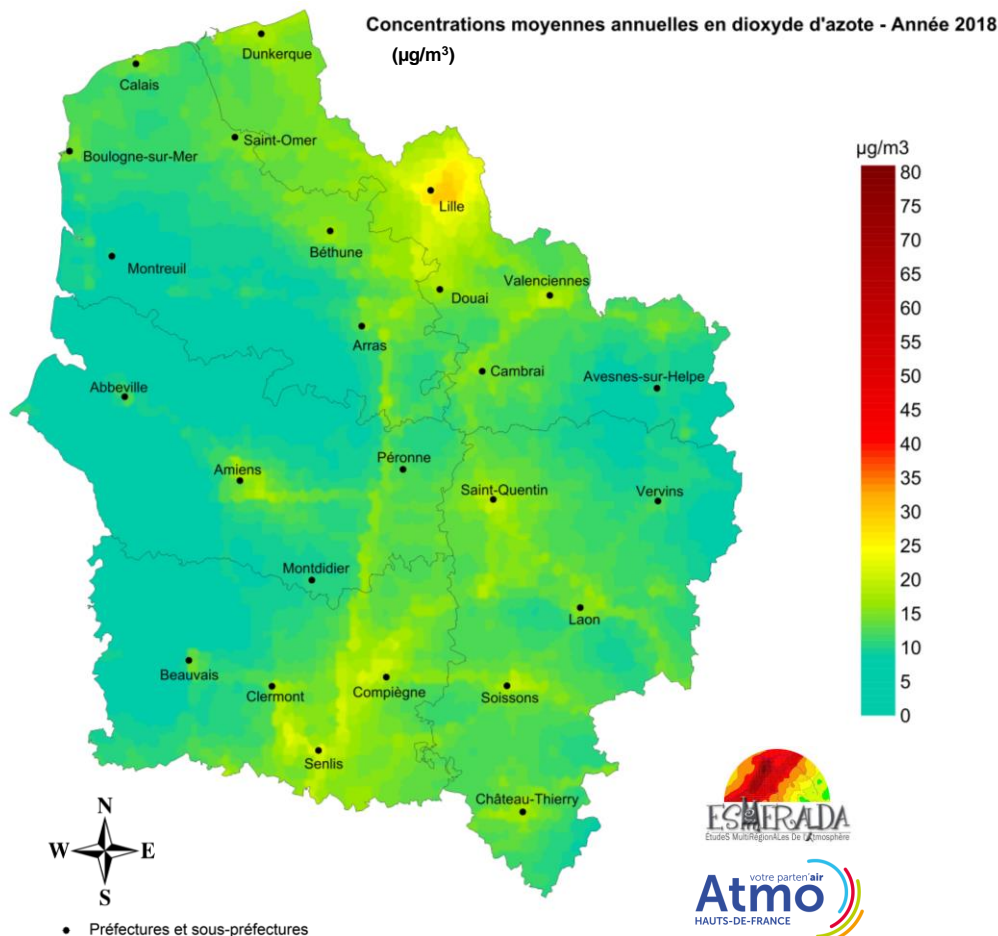 Concentrations moyennes annuelles en dioxyde d'azote - Année 2018
(µg/m³)
Dunkerque
Calais
Saint-Omer
Boulogne-sur-Mer
µg/m3
80
75
70
65
60
55
50
45
40
35
30
25
20
15
10
5
0
Lille
Béthune
Montreuil
Valenciennes
Douai
Arras
Cambrai
Avesnes-sur-Helpe
Abbeville
Péronne
Amiens
Saint-Quentin
Vervins
Montdidier
Laon
Beauvais
Clermont
Compiègne
Soissons
Senlis
Château-Thierry
ESMERALDA
EtudeS MultiRégionALes De l'Atmosphère
N
W E
S
votre parten'air
Atmo
HAUTS-DE-FRANCE
Préfectures et sous-préfectures